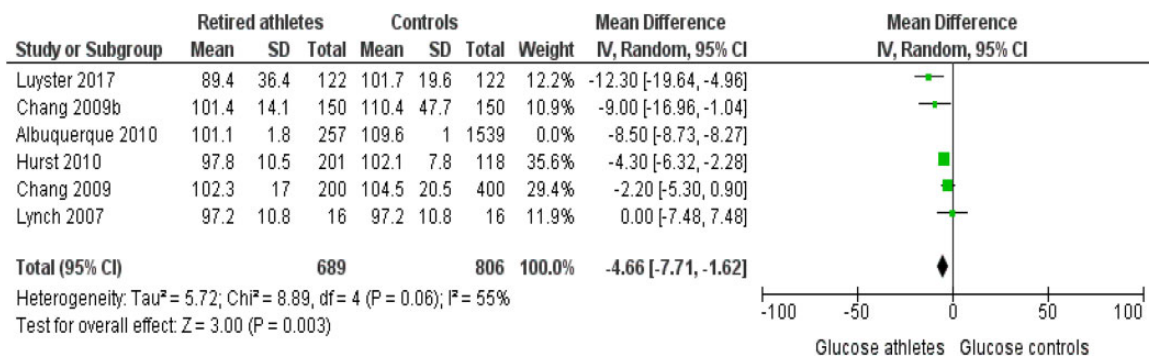 Retired athletes Controls Mean Difference Mean Difference
Study or Subgroup Mean SD Total Mean SD Total Weight IV, Random, 95% CI IV, Random, 95% CI
Luyster 2017 89.4 36.4 122 101.7 19.6 122 12.2% -12.30 [-19.64, -4.96]
Chang 2009b 101.4 14.1 150 110.4 47.7 150 10.9% -9.00 [-16.96, -1.04]
Albuquerque 2010 101.1 1.8 257 109.6 1 1539 0.0% -8.50 [-8.73, -8.27]
Hurst 2010 97.8 10.5 201 102.1 7.8 118 35.6% -4.30 [-6.32, -2.28]
Chang 2009 102.3 17 200 104.5 20.5 400 29.4% -2.20 [-5.30, 0.90]
Lynch 2007 97.2 10.8 16 97.2 10.8 16 11.9% 0.00 [-7.48, 7.48]
Total (95% CI) 689 806 100.0% -4.66 [-7.71, -1.62]
Heterogeneity: Tau² = 5.72; Chi² = 8.89, df = 4 (P = 0.06); I² = 55%
Test for overall effect: Z = 3.00 (P = 0.003)
-100 -50 0 50 100
Glucose athletes Glucose controls